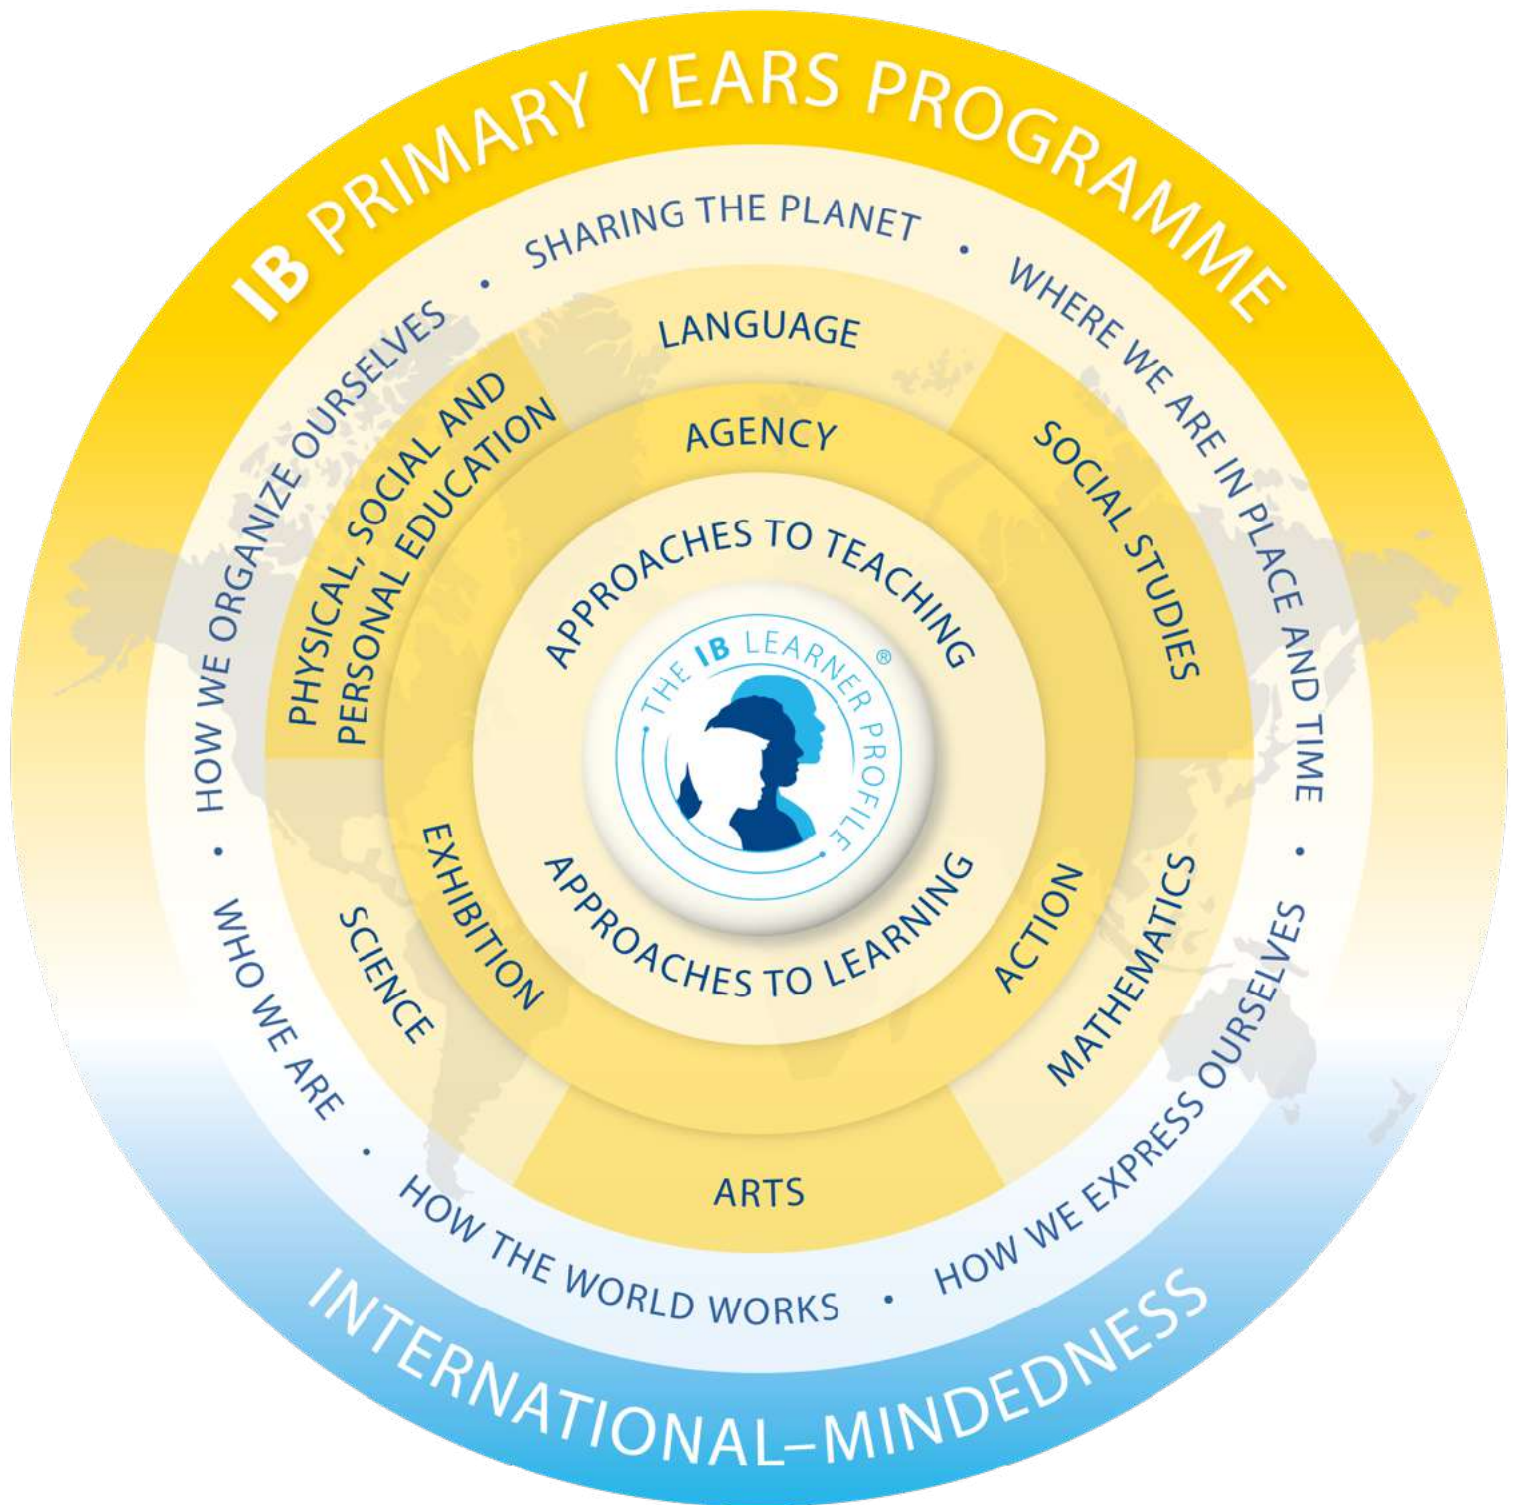 IB PRIMARY YEARS PROGRAMME
SHARING THE PLANET
•
WHERE WE ARE IN PLACE AND TIME
•
HOW WE EXPRESS OURSELVES
•
HOW THE WORLD WORKS
•
WHO WE ARE
•
HOW WE ORGANIZE OURSELVES
•
LANGUAGE
SOCIAL STUDIES
MATHEMATICS
ARTS
SCIENCE
PHYSICAL, SOCIAL AND
PERSONAL EDUCATION
AGENCY
ACTION
EXHIBITION
APPROACHES TO TEACHING
THE IB LEARNER PROFILE ®
APPROACHES TO LEARNING
INTERNATIONAL–MINDEDNESS